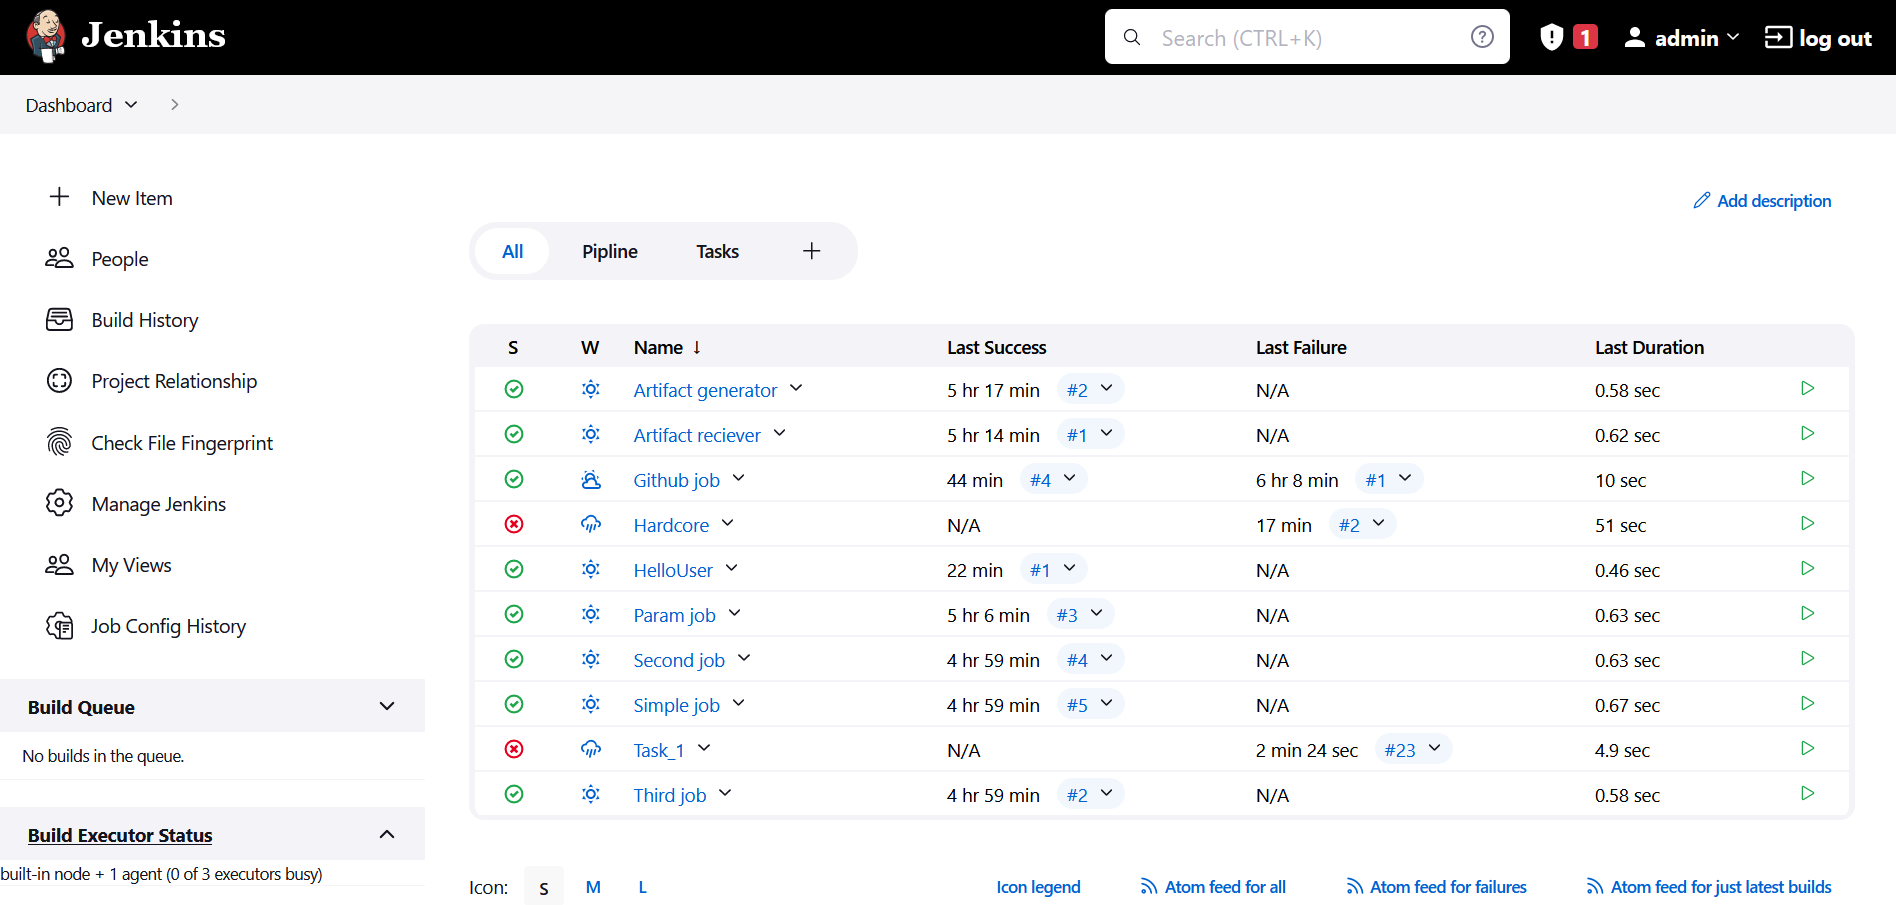 Jenkins
Search (CTRL+K)
1
admin
log out
Dashboard
New Item
People
Build History
Project Relationship
Check File Fingerprint
Manage Jenkins
My Views
Job Config History
Build Queue
No builds in the queue.
Build Executor Status
built-in node + 1 agent (0 of 3 executors busy)
Add description
All Pipline Tasks +
S W Name ↓ Last Success Last Failure Last Duration
Artifact generator 5 hr 17 min #2 N/A 0.58 sec
Artifact reciever 5 hr 14 min #1 N/A 0.62 sec
Github job 44 min #4 6 hr 8 min #1 10 sec
Hardcore N/A 17 min #2 51 sec
HelloUser 22 min #1 N/A 0.46 sec
Param job 5 hr 6 min #3 N/A 0.63 sec
Second job 4 hr 59 min #4 N/A 0.63 sec
Simple job 4 hr 59 min #5 N/A 0.67 sec
Task_1 N/A 2 min 24 sec #23 4.9 sec
Third job 4 hr 59 min #2 N/A 0.58 sec
Icon: S M L
Icon legend Atom feed for all Atom feed for failures Atom feed for just latest builds